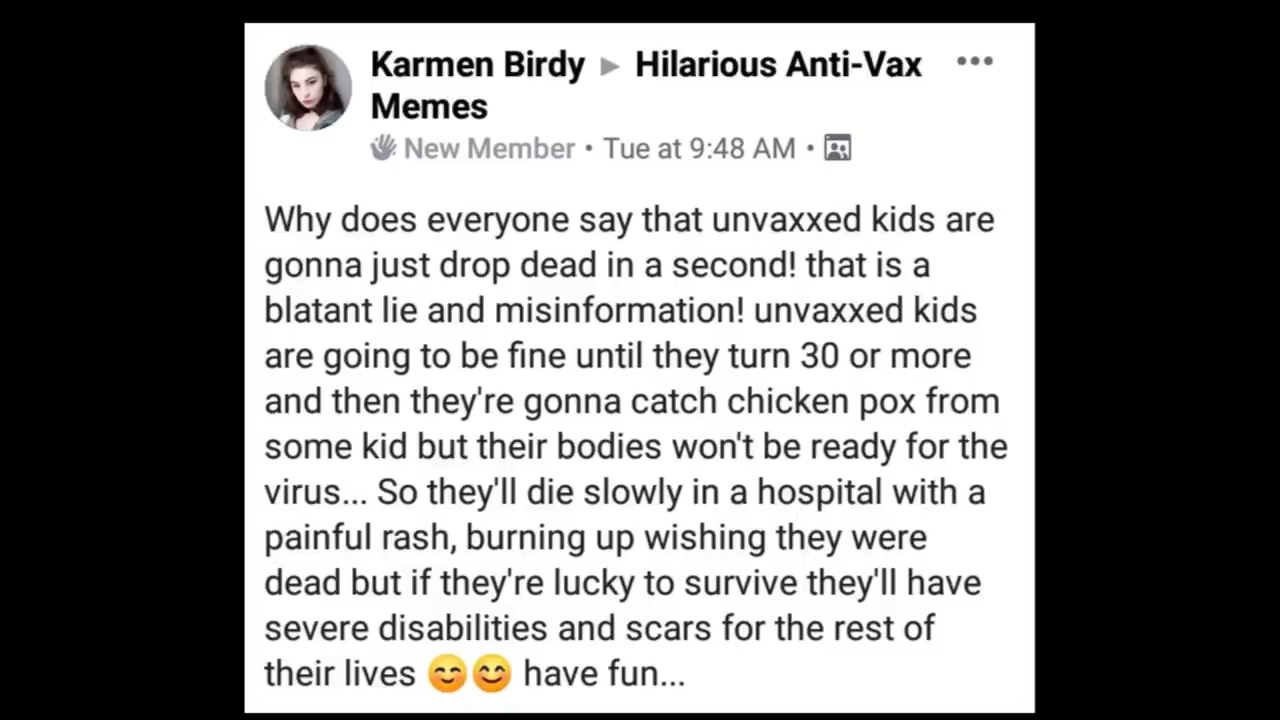 Karmen Birdy ▶ Hilarious Anti-Vax
Memes
New Member • Tue at 9:48 AM •
Why does everyone say that unvaxxed kids are
gonna just drop dead in a second! that is a
blatant lie and misinformation! unvaxxed kids
are going to be fine until they turn 30 or more
and then they're gonna catch chicken pox from
some kid but their bodies won't be ready for the
virus... So they'll die slowly in a hospital with a
painful rash, burning up wishing they were
dead but if they're lucky to survive they'll have
severe disabilities and scars for the rest of
their lives 😊😊 have fun...